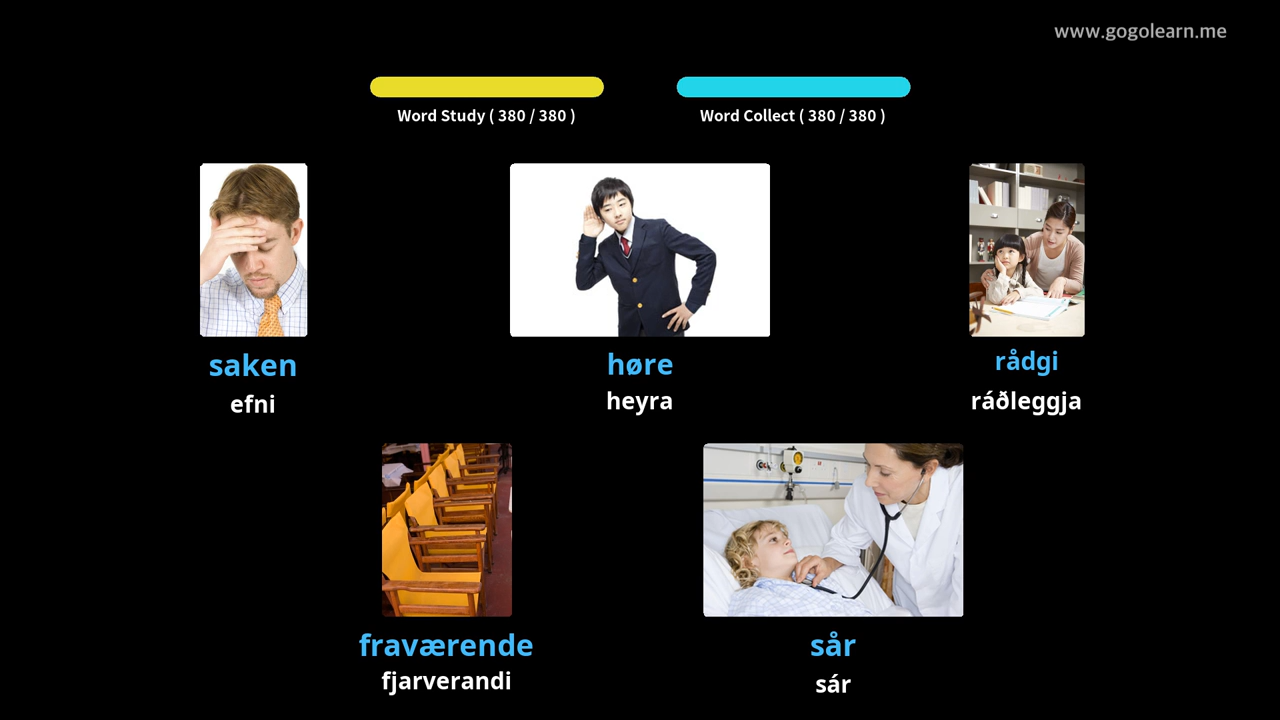 www.gogolearn.me
Word Study ( 380 / 380 )
Word Collect ( 380 / 380 )
saken
efni
høre
heyra
rådgi
ráðleggja
fraværende
fjarverandi
sår
sár